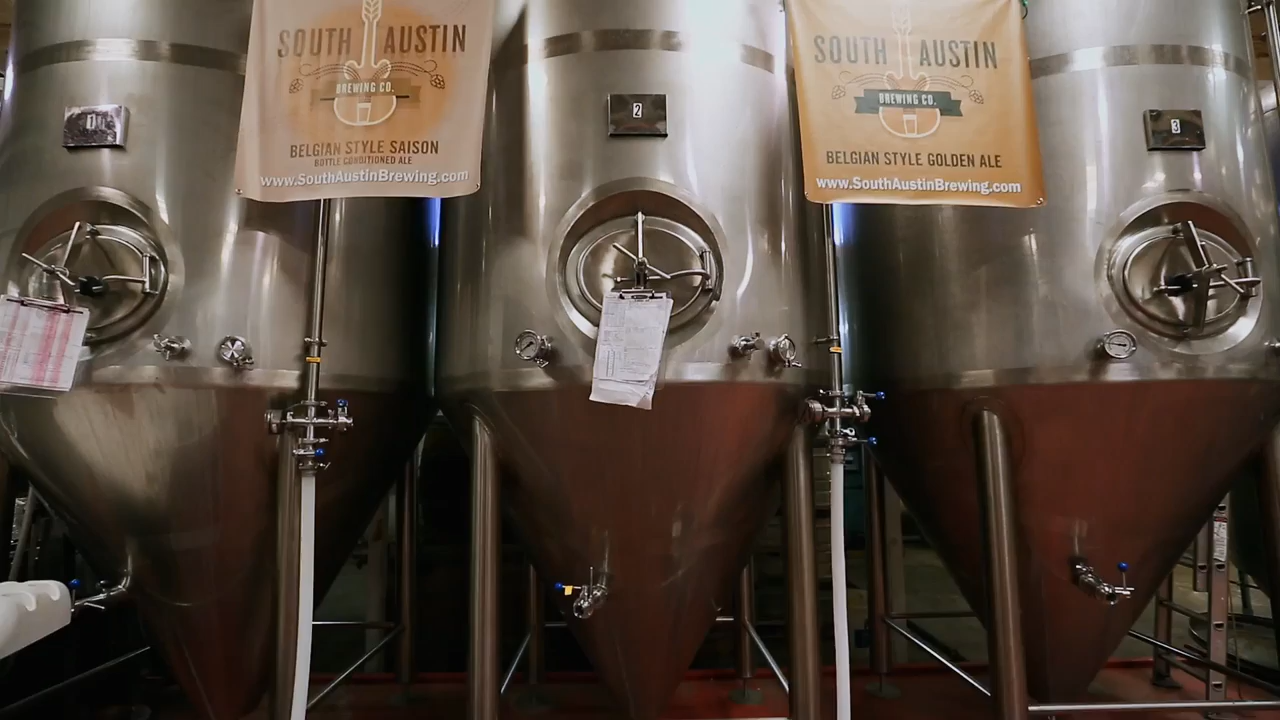 SOUTH AUSTIN
BREWING CO.
BELGIAN STYLE SAISON
BOTTLE CONDITIONED ALE
www.SouthAustinBrewing.com
SOUTH AUSTIN
BREWING CO.
BELGIAN STYLE GOLDEN ALE
www.SouthAustinBrewing.com
1
2
3